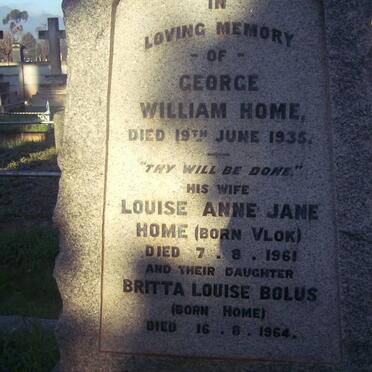 IN
LOVING MEMORY
- OF -
GEORGE
WILLIAM HOME,
DIED 19TH JUNE 1935.
"THY WILL BE DONE."
HIS WIFE
LOUISE ANNE JANE
HOME (BORN VLOK)
DIED 7 . 8 . 1961
AND THEIR DAUGHTER
BRITTA LOUISE BOLUS
(BORN HOME)
DIED 16 . 8 . 1964.